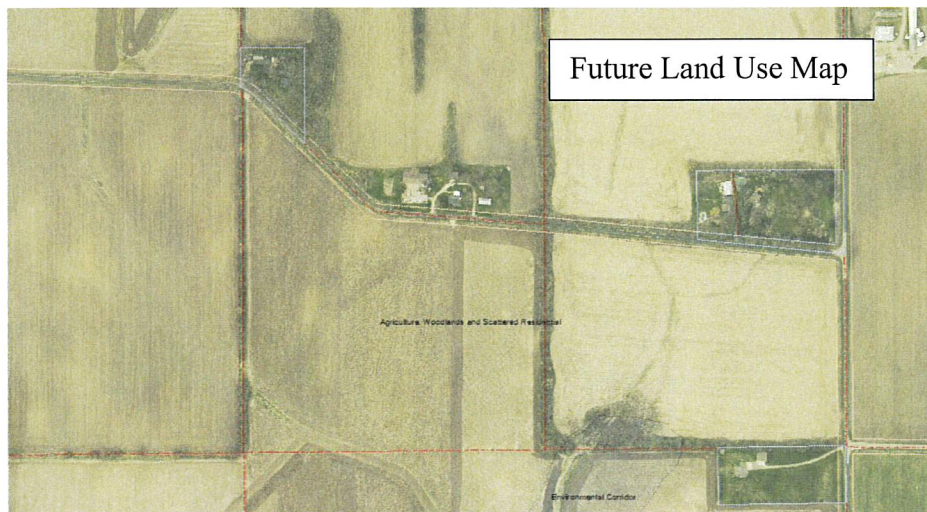 Future Land Use Map
Agriculture, Woodlands and Scattered Residential
Environmental Corridor